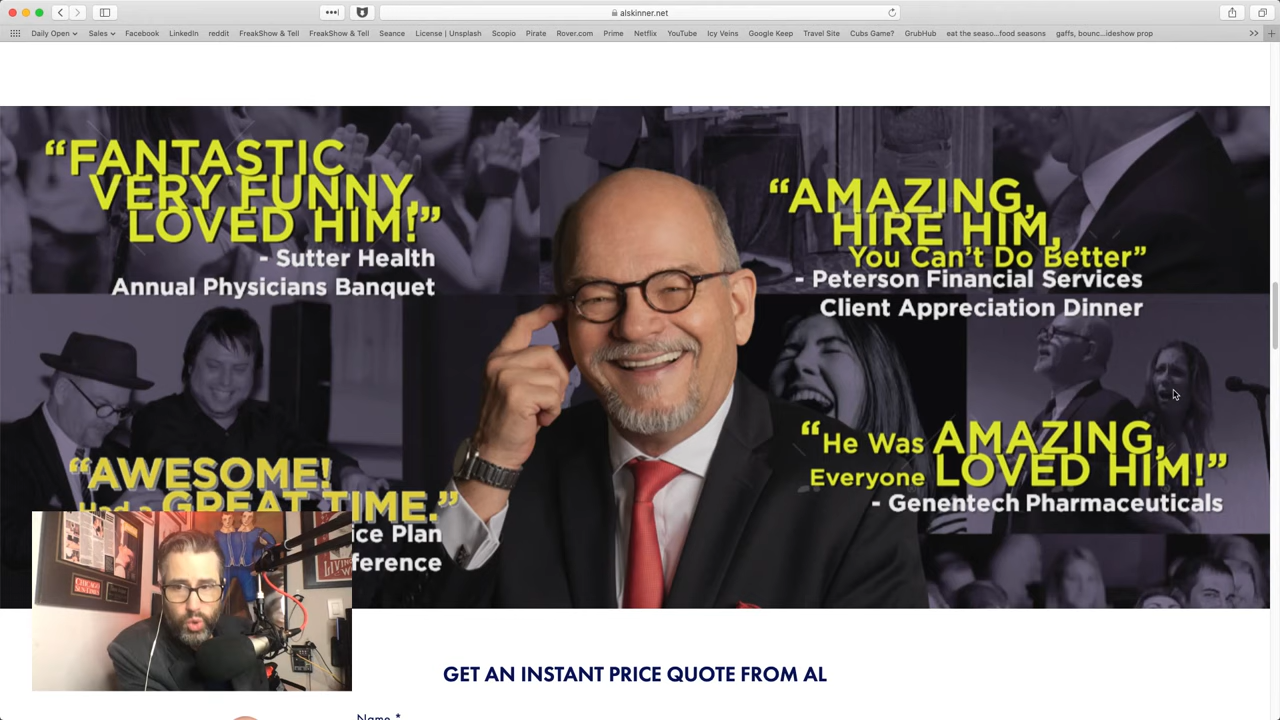 alskinner.net
Daily Open
Sales
Facebook
LinkedIn
reddit
FreakShow & Tell
FreakShow & Tell
Seance
License | Unsplash
Scopio
Pirate
Rover.com
Prime
Netflix
YouTube
Icy Veins
Google Keep
Travel Site
Cubs Game?
GrubHub
eat the seaso...food seasons
gaffs, bounc...ideshow prop
“FANTASTIC
VERY FUNNY,
LOVED HIM!”
- Sutter Health
Annual Physicians Banquet
“AMAZING,
HIRE HIM,
You Can't Do Better”
- Peterson Financial Services
Client Appreciation Dinner
“AWESOME!
Had a GREAT TIME.”
ice Plan
ference
“He Was AMAZING,
Everyone LOVED HIM!”
- Genentech Pharmaceuticals
CHICAGO
SUN-TIMES
GET AN INSTANT PRICE QUOTE FROM AL
Name *